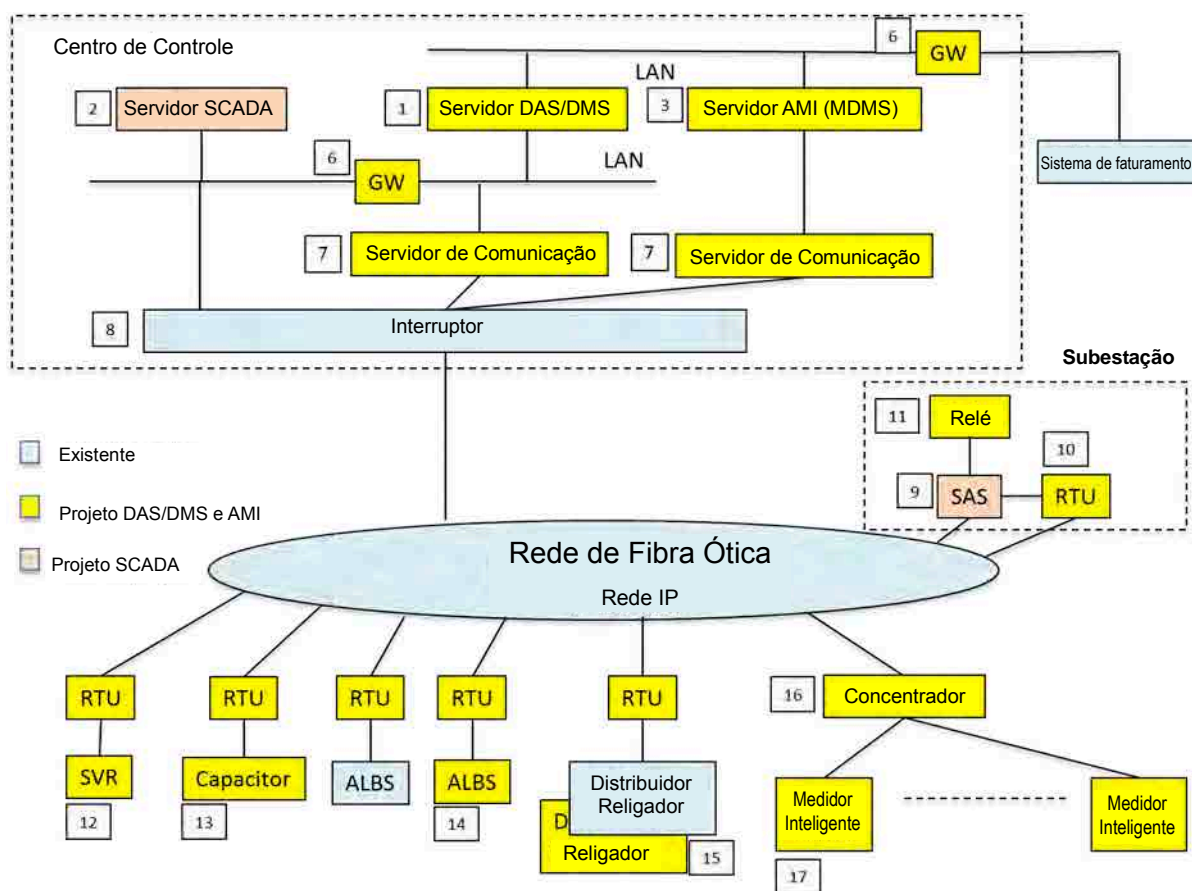 Centro de Controle
6
GW
LAN
2
Servidor SCADA
1
Servidor DAS/DMS
3
Servidor AMI (MDMS)
6
GW
LAN
Sistema de faturamento
7
Servidor de Comunicação
7
Servidor de Comunicação
8
Interruptor
Subestação
11
Relé
10
9
SAS
RTU
Existente
Projeto DAS/DMS e AMI
Projeto SCADA
Rede de Fibra Ótica
Rede IP
RTU
RTU
RTU
RTU
RTU
16
Concentrador
SVR
Capacitor
ALBS
ALBS
Distribuidor
Religador
D
Religador
Medidor
Inteligente
Medidor
Inteligente
12
13
14
15
17